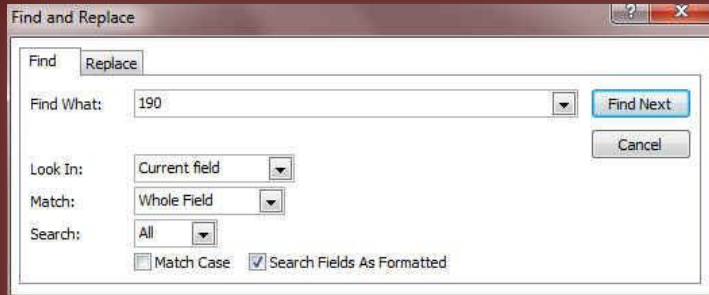 Find and Replace
Find Replace
Find What: 190 Find Next
Cancel
Look In: Current field
Match: Whole Field
Search: All
Match Case Search Fields As Formatted